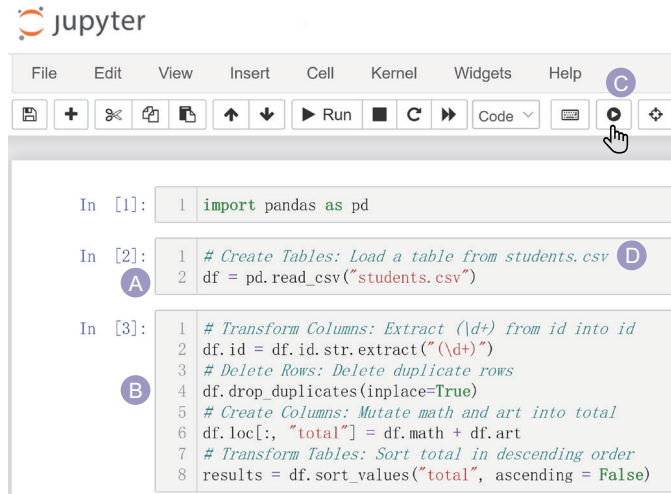 jupyter
File Edit View Insert Cell Kernel Widgets Help C
Run Code
In [1]: 1 import pandas as pd
In [2]: 1 # Create Tables: Load a table from students.csv D
A 2 df = pd.read_csv("students.csv")
In [3]: 1 # Transform Columns: Extract (\d+) from id into id
2 df.id = df.id.str.extract("(\d+)")
3 # Delete Rows: Delete duplicate rows
B 4 df.drop_duplicates(inplace=True)
5 # Create Columns: Mutate math and art into total
6 df.loc[:, "total"] = df.math + df.art
7 # Transform Tables: Sort total in descending order
8 results = df.sort_values("total", ascending = False)